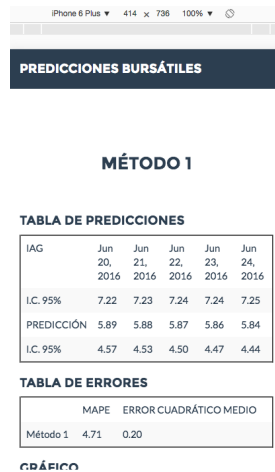 iPhone 6 Plus ▼ 414 x 736 100% ▼
PREDICCIONES BURSÁTILES
MÉTODO 1
TABLA DE PREDICCIONES
IAG Jun 20, 2016 Jun 21, 2016 Jun 22, 2016 Jun 23, 2016 Jun 24, 2016
I.C. 95% 7.22 7.23 7.24 7.24 7.25
PREDICCIÓN 5.89 5.88 5.87 5.86 5.84
I.C. 95% 4.57 4.53 4.50 4.47 4.44
TABLA DE ERRORES
MAPE ERROR CUADRÁTICO MEDIO
Método 1 4.71 0.20
GRÁFICO